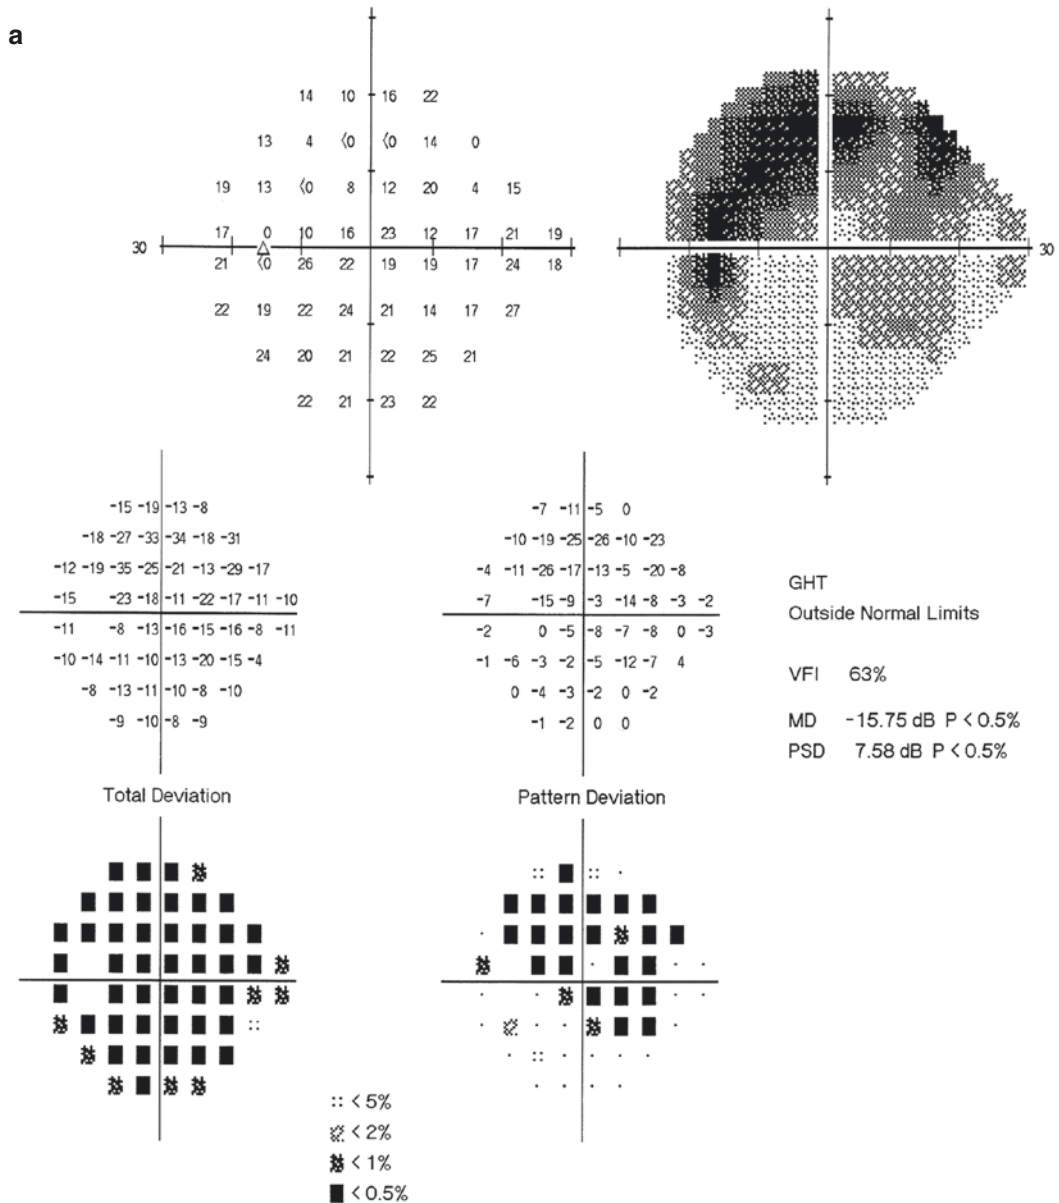 a
14 10 16 22
13 4 <0 <0 14 0
19 13 <0 8 12 20 4 15
17 0 10 16 23 12 17 21 19
30
30
21 <0 26 22 19 19 17 24 18
22 19 22 24 21 14 17 27
24 20 21 22 25 21
22 21 23 22
-15 -19 -13 -8
-18 -27 -33 -34 -18 -31
-12 -19 -35 -25 -21 -13 -29 -17
-15 -23 -18 -11 -22 -17 -11 -10
-11 -8 -13 -16 -15 -16 -8 -11
-10 -14 -11 -10 -13 -20 -15 -4
-8 -13 -11 -10 -8 -10
-9 -10 -8 -9
Total Deviation
-7 -11 -5 0
-10 -19 -25 -26 -10 -23
-4 -11 -26 -17 -13 -5 -20 -8
-7 -15 -9 -3 -14 -8 -3 -2
-2 0 -5 -8 -7 -8 0 -3
-1 -6 -3 -2 -5 -12 -7 4
0 -4 -3 -2 0 -2
-1 -2 0 0
Pattern Deviation
GHT
Outside Normal Limits
VFI 63%
MD -15.75 dB P < 0.5%
PSD 7.58 dB P < 0.5%
< 5%
< 2%
< 1%
< 0.5%